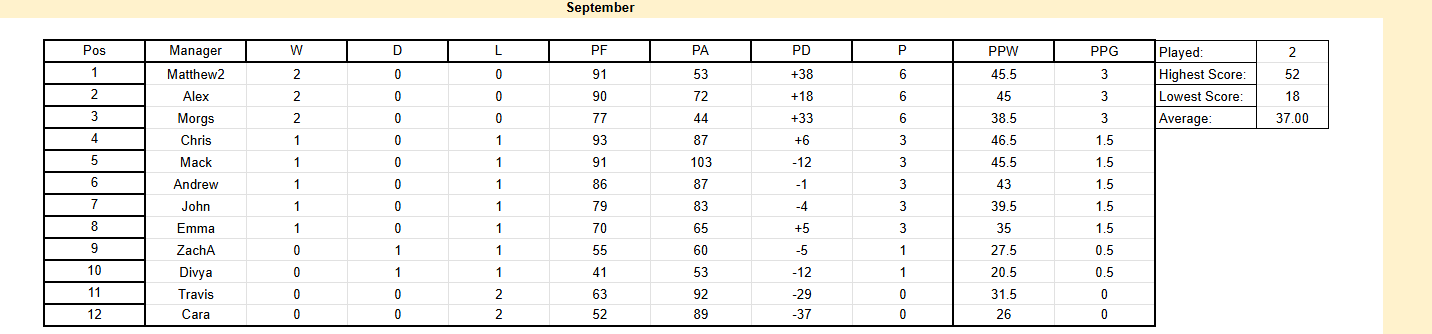 September
Pos Manager W D L PF PA PD P PPW PPG Played: 2
1 Matthew2 2 0 0 91 53 +38 6 45.5 3 Highest Score: 52
2 Alex 2 0 0 90 72 +18 6 45 3 Lowest Score: 18
3 Morgs 2 0 0 77 44 +33 6 38.5 3 Average: 37.00
4 Chris 1 0 1 93 87 +6 3 46.5 1.5
5 Mack 1 0 1 91 103 -12 3 45.5 1.5
6 Andrew 1 0 1 86 87 -1 3 43 1.5
7 John 1 0 1 79 83 -4 3 39.5 1.5
8 Emma 1 0 1 70 65 +5 3 35 1.5
9 ZachA 0 1 1 55 60 -5 1 27.5 0.5
10 Divya 0 1 1 41 53 -12 1 20.5 0.5
11 Travis 0 0 2 63 92 -29 0 31.5 0
12 Cara 0 0 2 52 89 -37 0 26 0